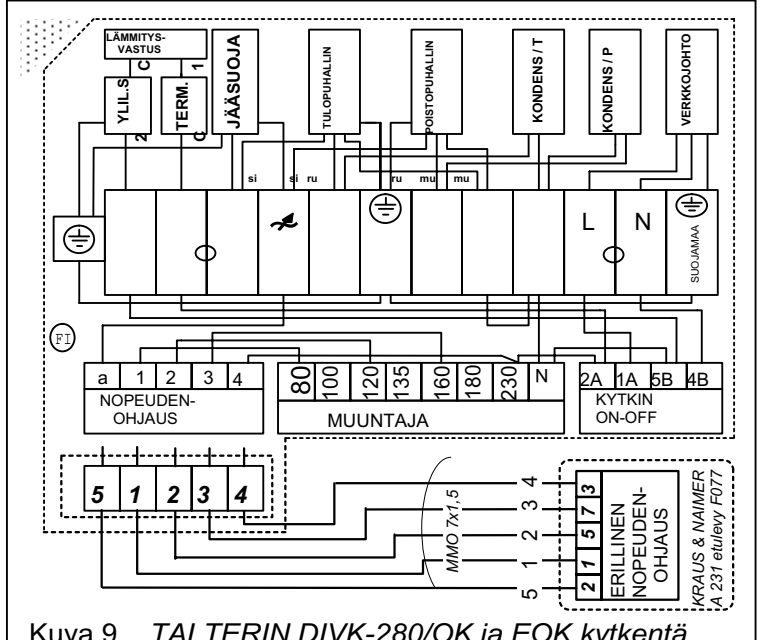 LÄMMITYS-
VASTUS
C 1
YLIL.S
2
TERM.
C
JÄÄSUOJA
TULOPUHALLIN
POISTOPUHALLIN
KONDENS / T
KONDENS / P
VERKKOJOHTO
si si ru ru mu mu
L N
SUOJAMAA
FI
a 1 2 3 4
NOPEUDEN-
OHJAUS
80 100 120 135 160 180 230 N
MUUNTAJA
2A 1A 5B 4B
KYTKIN
ON-OFF
5 1 2 3 4
MMO 7x1,5
4
3
2
1
5
3
7
5
1
2
ERILLINEN
NOPEUDEN-
OHJAUS
KRAUS & NAIMER
A 231 etulevy F077
Kuva 9. TALTERIN DIVK-280/OK ja EOK kytkentä